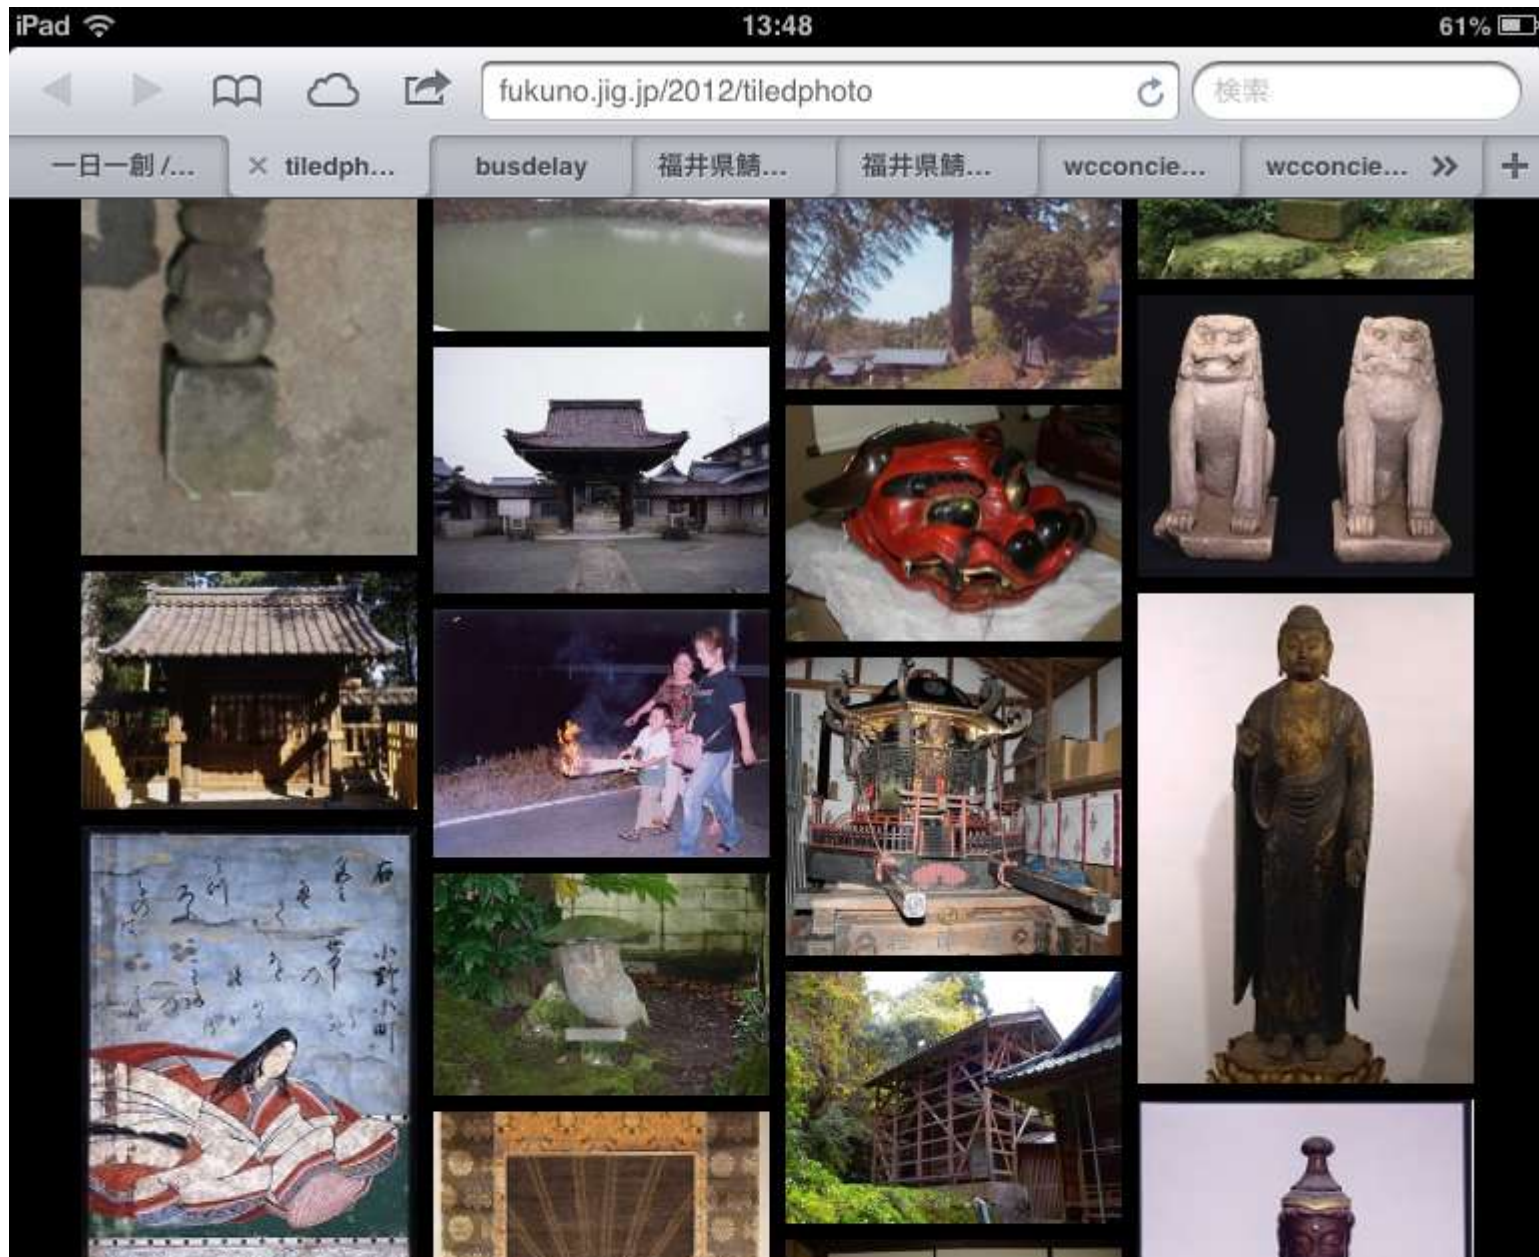 iPad 13:48 61%
fukuno.jig.jp/2012/tiledphoto 検索
一日一創 /... × tiledph... busdelay 福井県鯖... 福井県鯖... wcconcie... wcconcie... >> +
右 小野小町